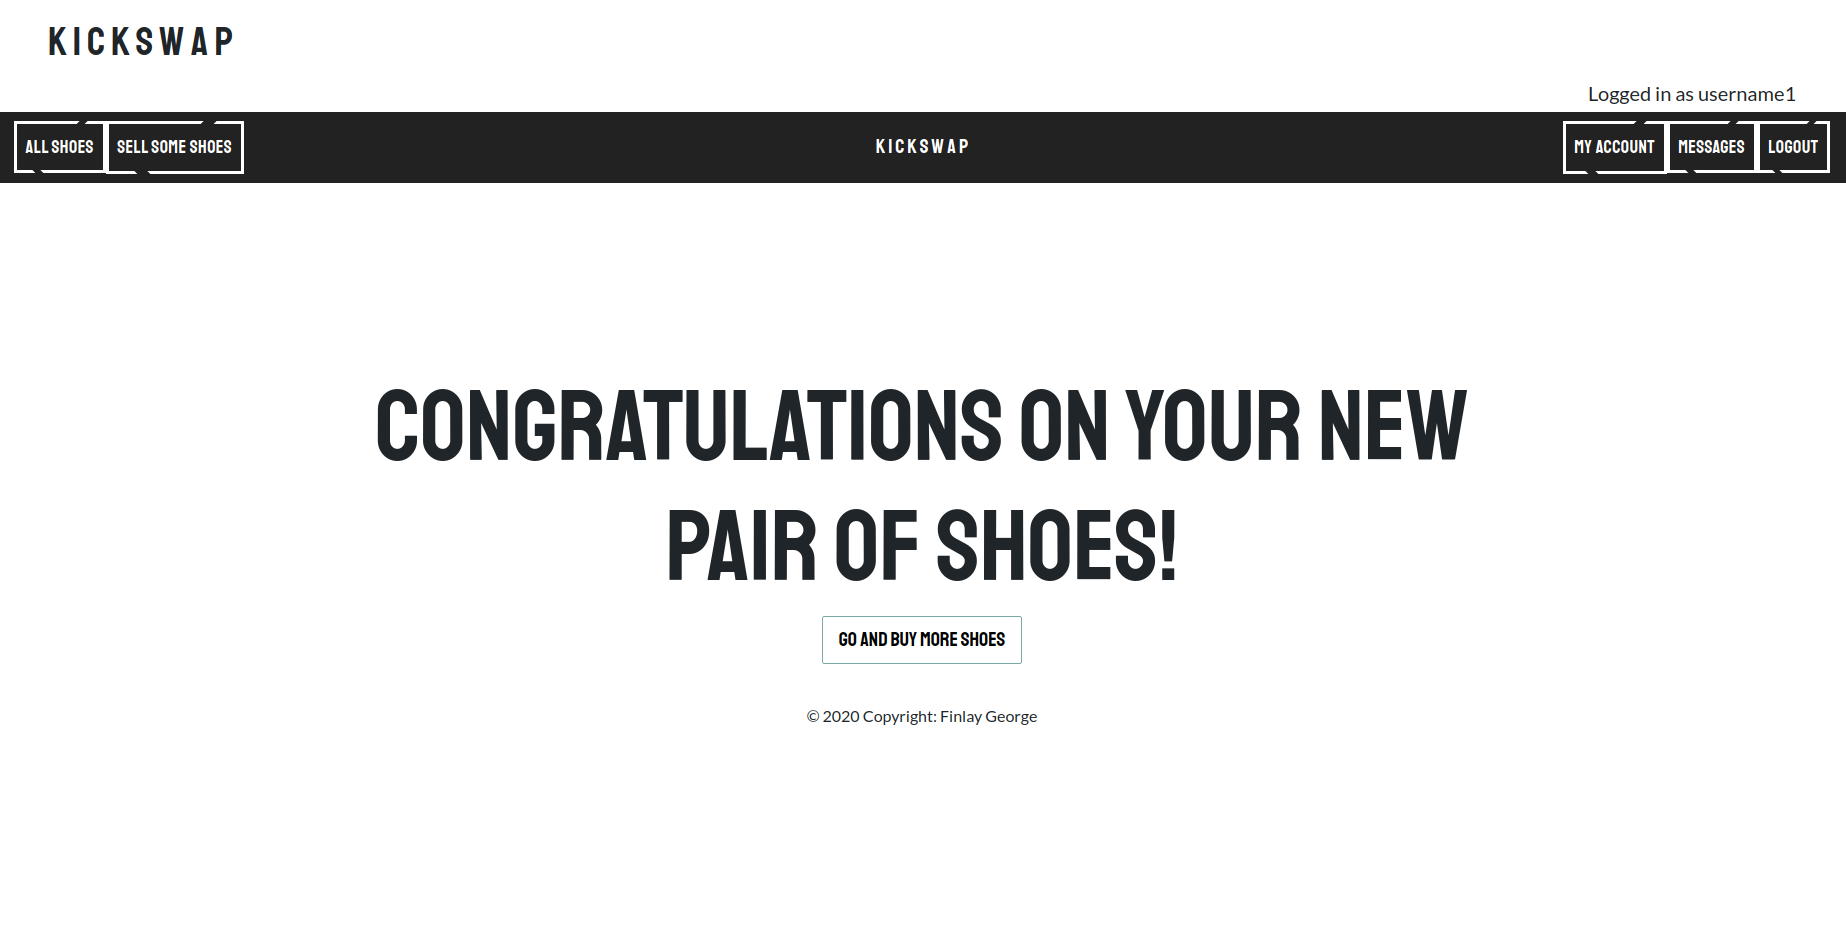 KICKSWAP
Logged in as username1
ALL SHOES SELL SOME SHOES KICKSWAP MY ACCOUNT MESSAGES LOGOUT
CONGRATULATIONS ON YOUR NEW
PAIR OF SHOES!
GO AND BUY MORE SHOES
© 2020 Copyright: Finlay George